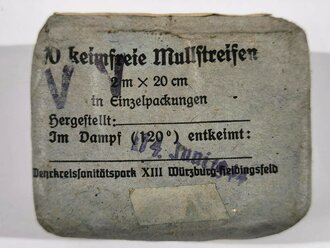 10 keimfreie Mullstreifen
2 m × 20 cm
in Einzelpackungen
Hergestellt:
Im Dampf (120°) entkeimt:
Wehrkreissanitätspark XIII Würzburg-Heidingsfeld